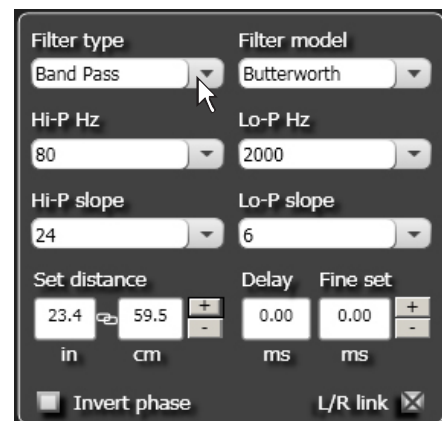 Filter type Filter model
Band Pass Butterworth
Hi-P Hz Lo-P Hz
80 2000
Hi-P slope Lo-P slope
24 6
Set distance Delay Fine set
23.4 59.5 + - 0.00 0.00 + -
in cm ms ms
Invert phase L/R link